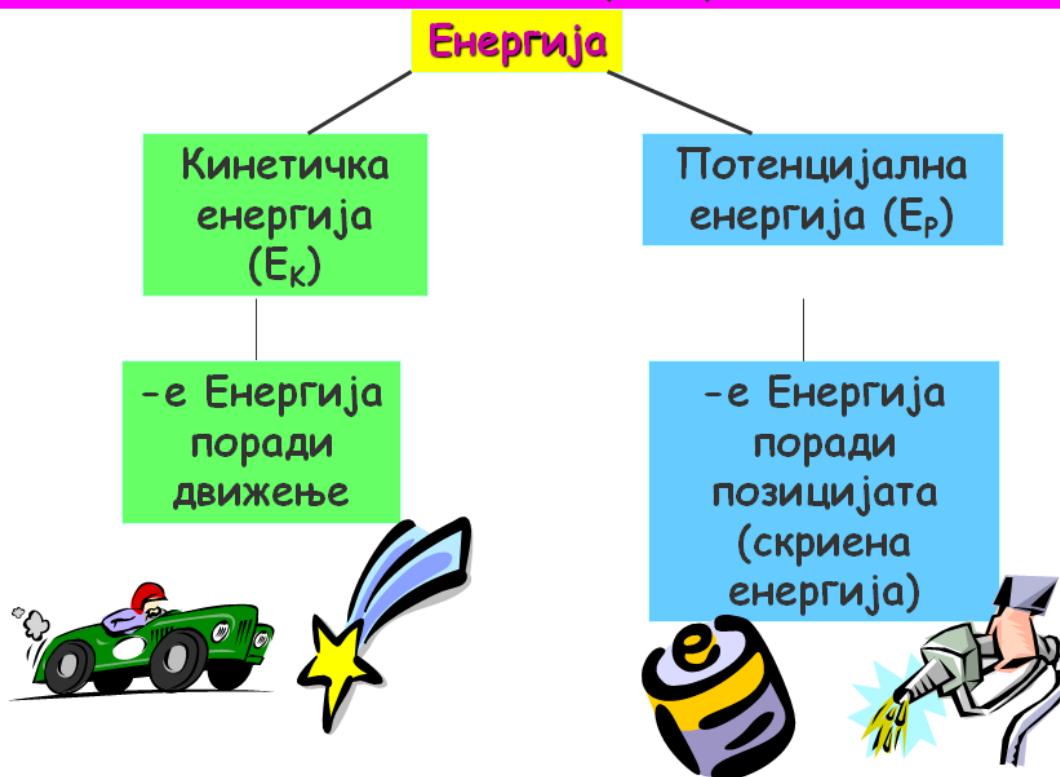 Енергија
Кинетичка
енергија
(Eₖ)
Потенцијална
енергија (Eₚ)
-е Енергија
поради
движење
-е Енергија
поради
позицијата
(скриена
енергија)
e